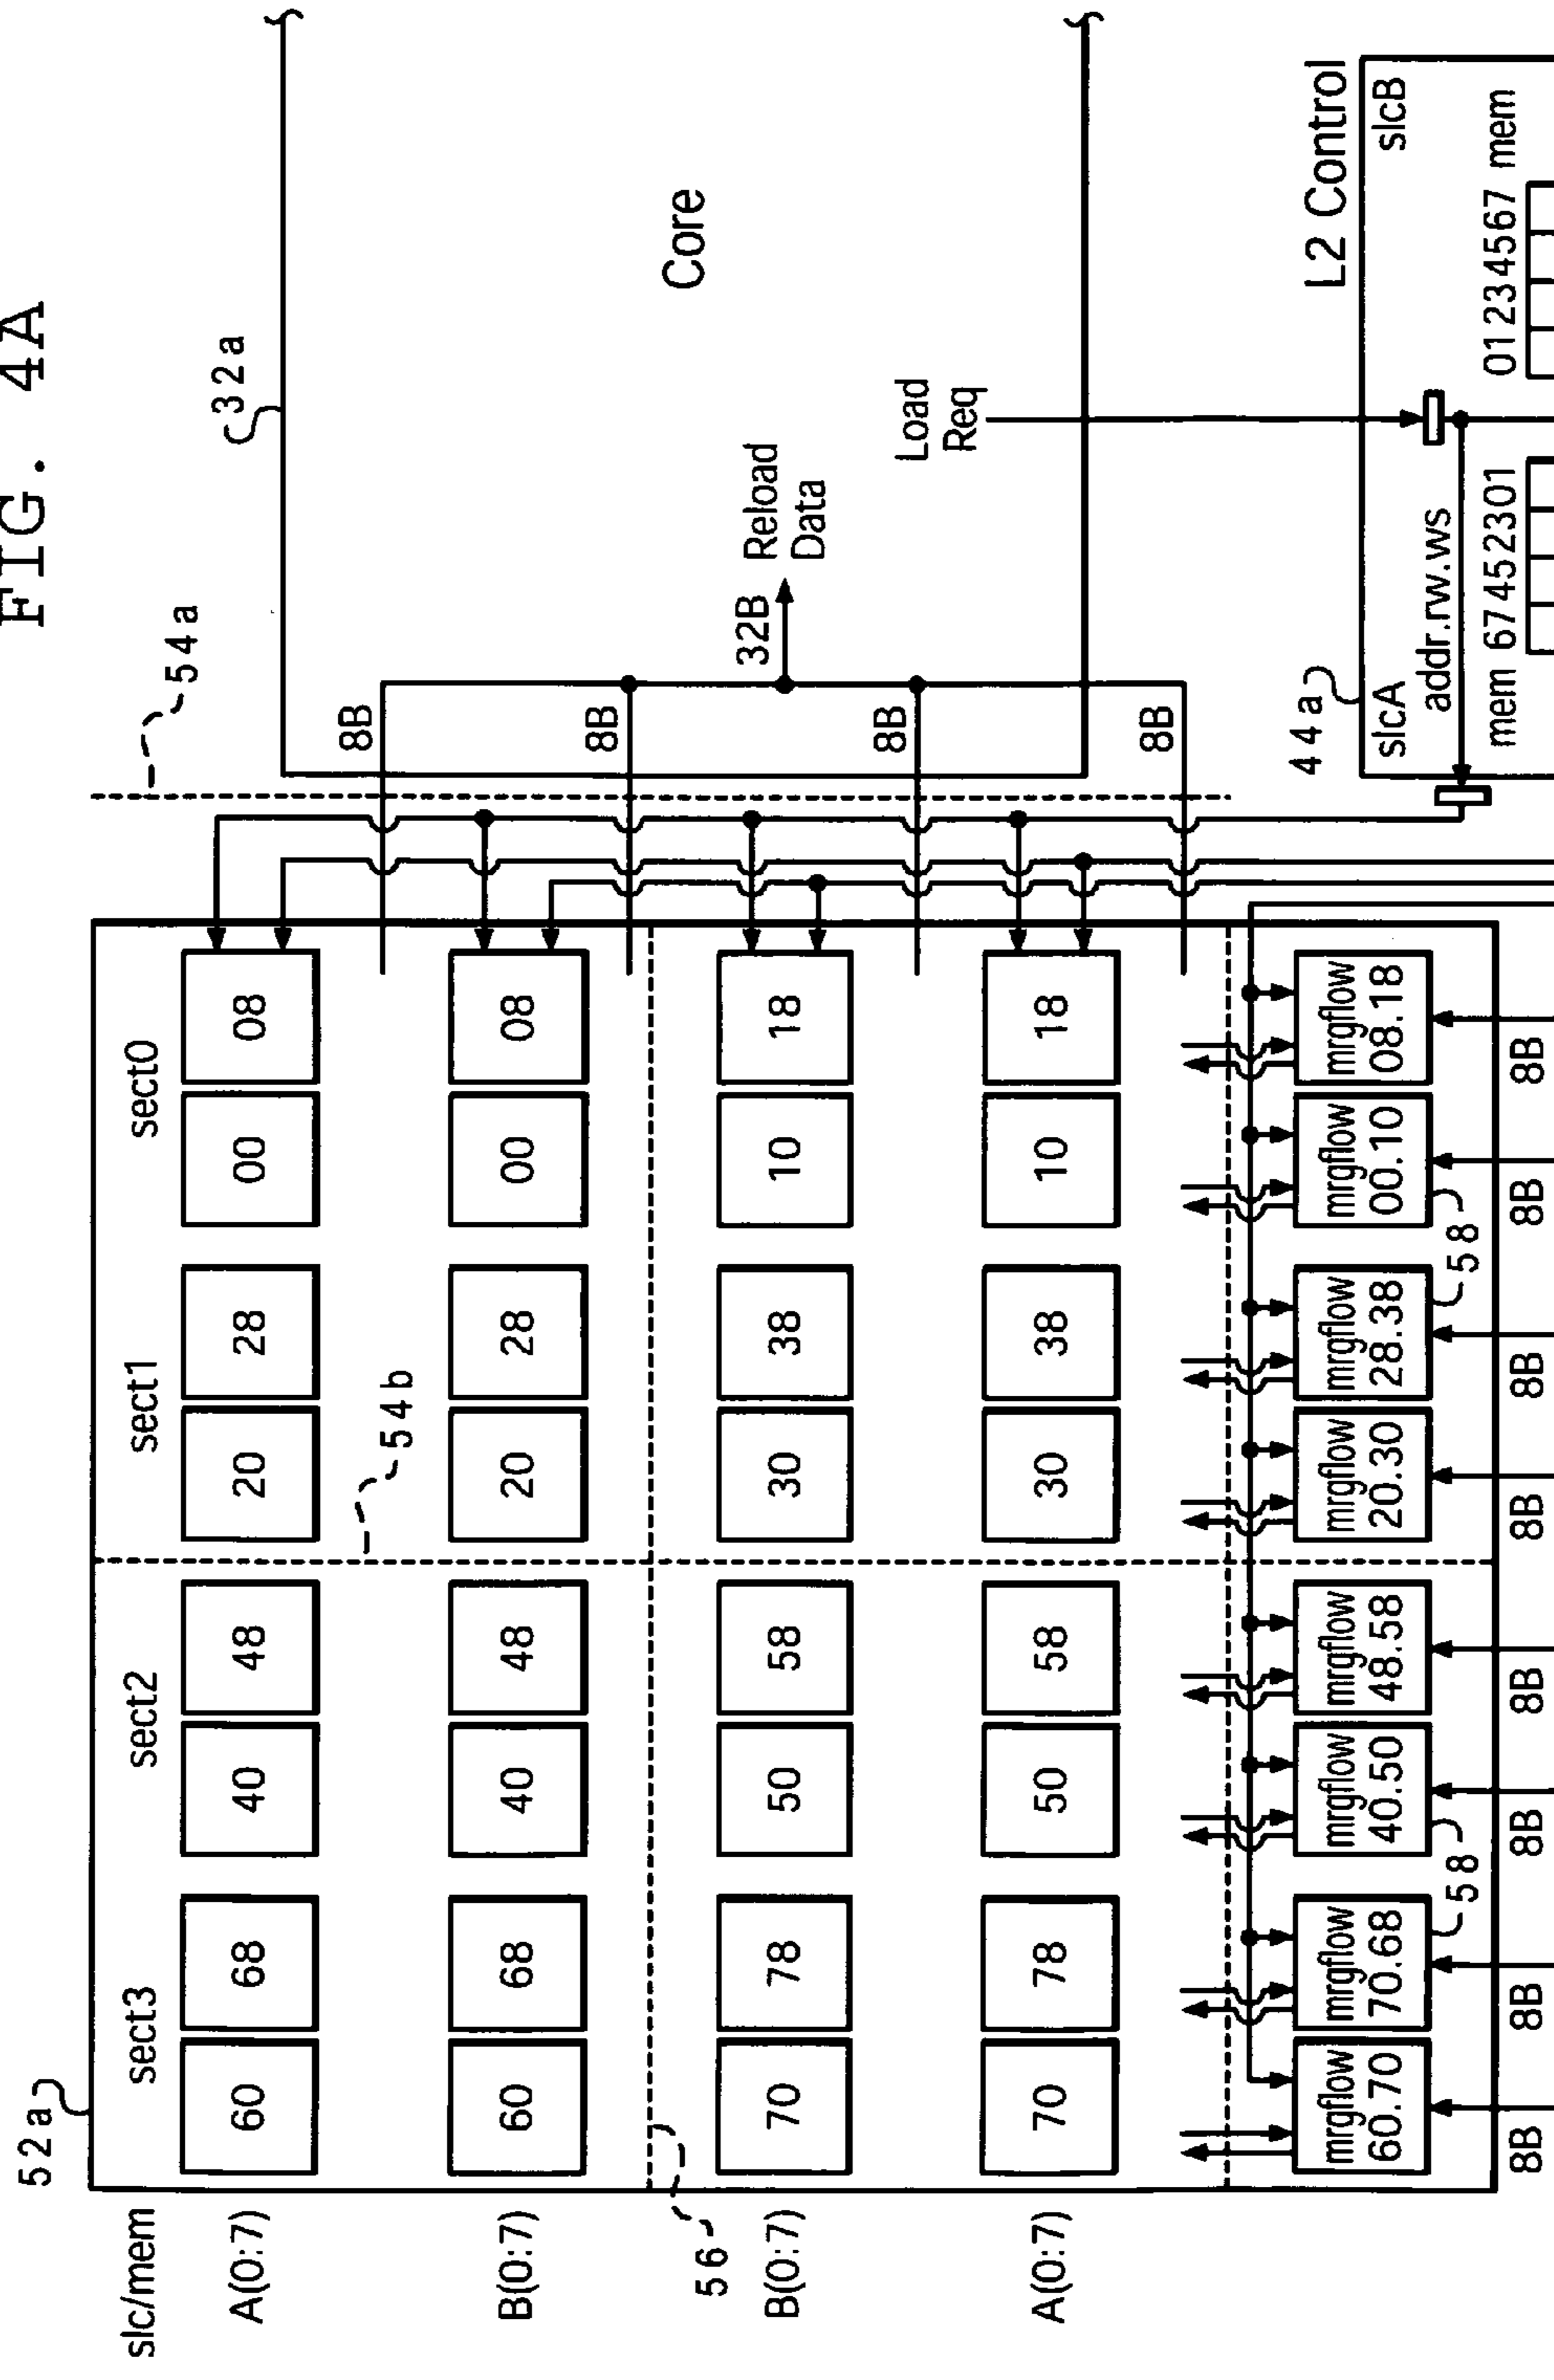 FIG. 4A
52a
54a
32a
slc/mem
sect3
sect2
sect1
sect0
A(0:7)
60
68
40
48
20
28
00
08
54b
8B
B(0:7)
60
68
40
48
20
28
00
08
8B
Core
56
B(0:7)
70
78
50
58
30
38
10
18
32B
Reload
Data
8B
Load
Req
A(0:7)
70
78
50
58
30
38
10
18
8B
44a
L2 Control
slcA
slcB
addr.rw.ws
mem 67452301
01234567 mem
mrgflow
60.70
mrgflow
70.68
mrgflow
40.50
mrgflow
48.58
mrgflow
20.30
mrgflow
28.38
mrgflow
00.10
mrgflow
08.18
58
58
8B
8B
8B
8B
8B
8B
8B
8B